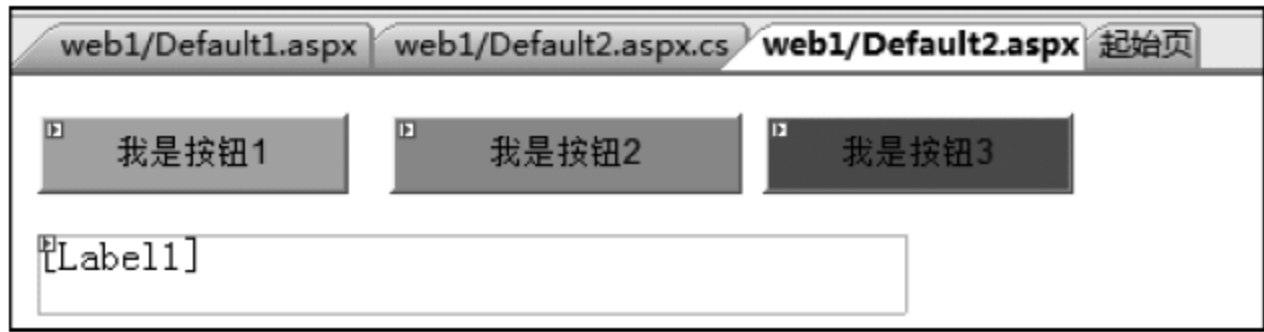 web1/Default1.aspx web1/Default2.aspx.cs web1/Default2.aspx 起始页
我是按钮1 我是按钮2 我是按钮3
[Label1]